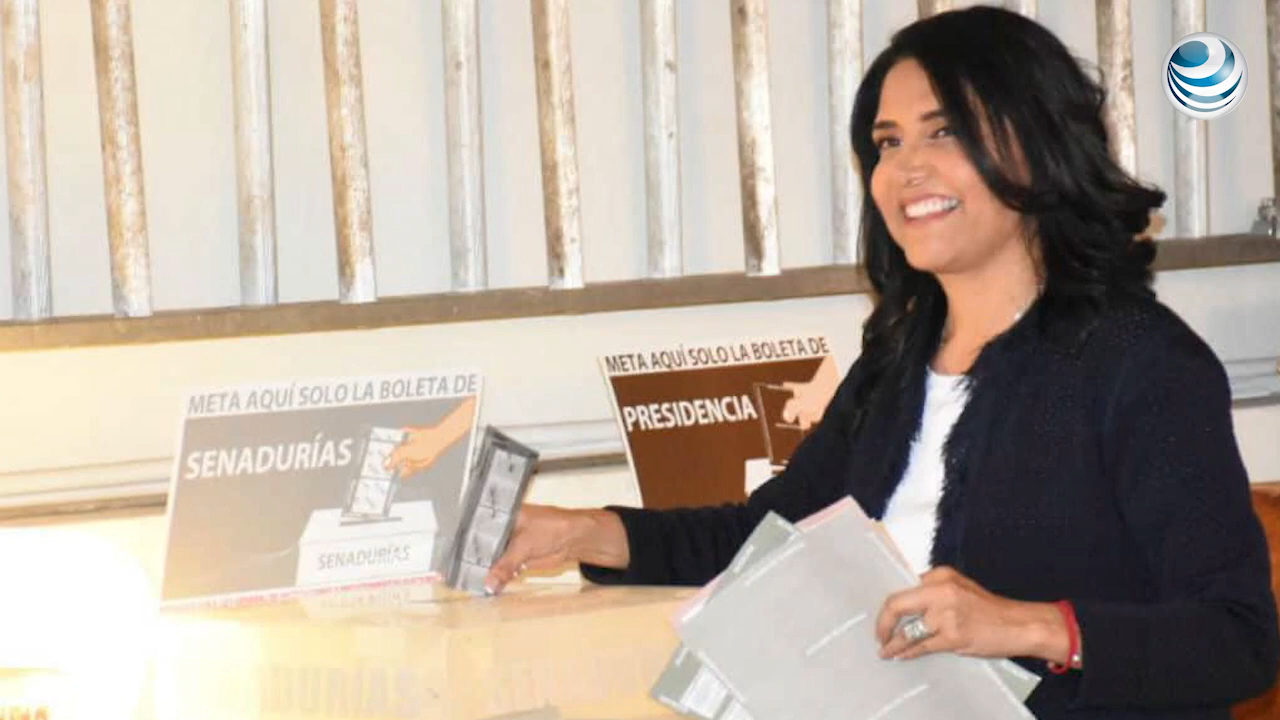 META AQUÍ SOLO LA BOLETA DE
SENADURÍAS
SENADURÍAS
META AQUÍ SOLO LA BOLETA DE
PRESIDENCIA